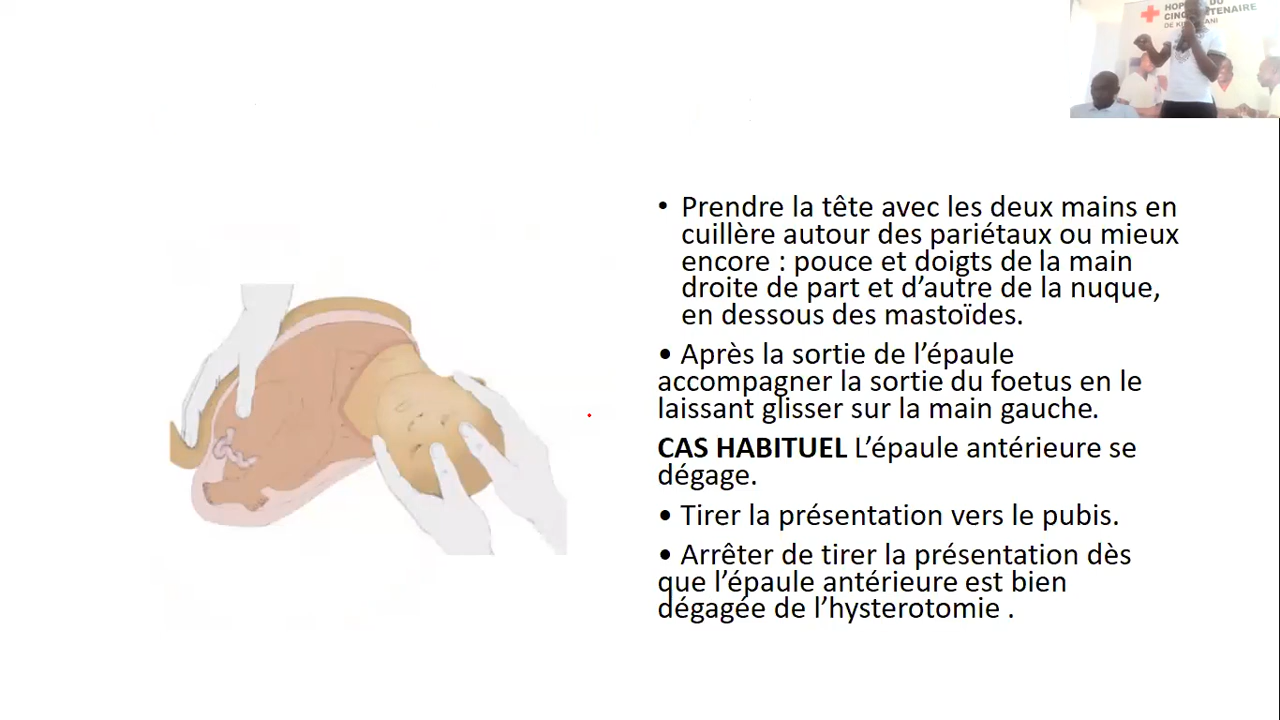 HOP DU
CINQ TENAIRE
• Prendre la tête avec les deux mains en
cuillère autour des pariétaux ou mieux
encore : pouce et doigts de la main
droite de part et d’autre de la nuque,
en dessous des mastoïdes.
• Après la sortie de l’épaule
accompagner la sortie du foetus en le
laissant glisser sur la main gauche.
CAS HABITUEL L’épaule antérieure se
dégage.
• Tirer la présentation vers le pubis.
• Arrêter de tirer la présentation dès
que l’épaule antérieure est bien
dégagée de l’hysterotomie .